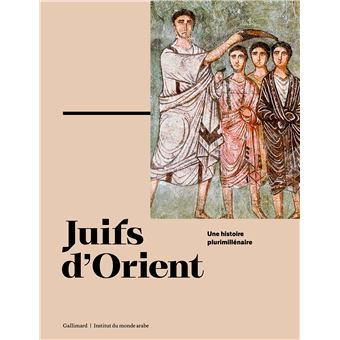 Une histoire
plurimillénaire
Juifs
d'Orient
Gallimard | Institut du monde arabe